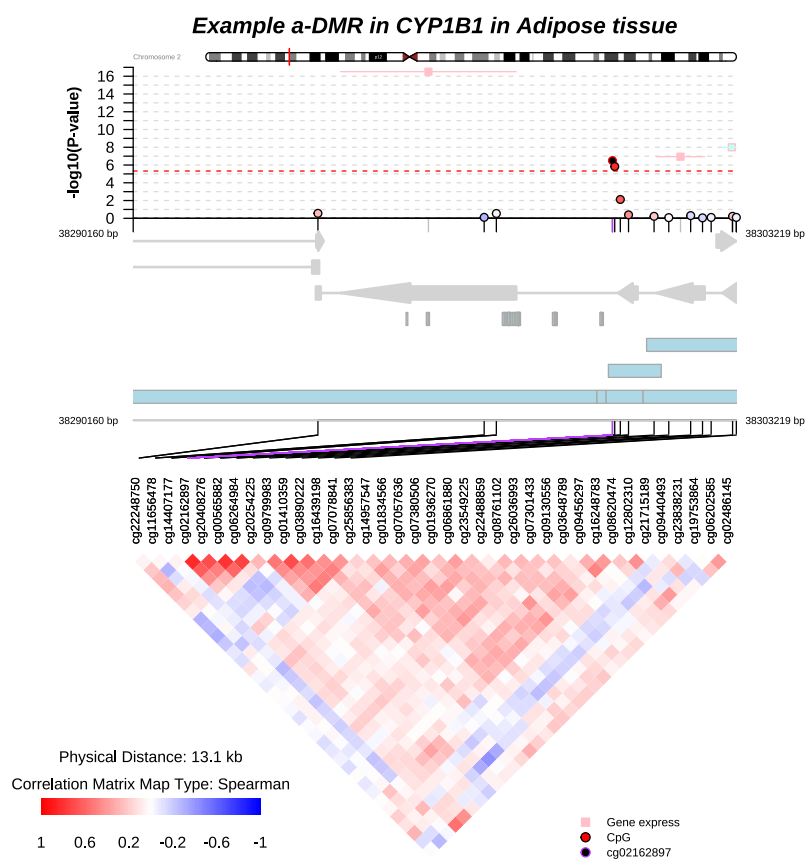 Example a-DMR in CYP1B1 in Adipose tissue
Chromosome 2
p12
-log10(P-value)
16
14
12
10
8
6
4
2
0
38290160 bp
38303219 bp
38290160 bp
38303219 bp
cg22248750
cg11656478
cg14407177
cg02162897
cg20408276
cg00565882
cg06264984
cg20254225
cg09799983
cg01410359
cg03890222
cg16439198
cg07078841
cg25856383
cg14957547
cg01834566
cg07057636
cg07380506
cg01936270
cg06861880
cg23549225
cg22488859
cg08761102
cg26036993
cg07301433
cg09130556
cg03648789
cg09456297
cg16248783
cg08620474
cg12802310
cg21715189
cg09440493
cg23838231
cg19753864
cg06202585
cg02486145
Physical Distance: 13.1 kb
Correlation Matrix Map Type: Spearman
1 0.6 0.2 -0.2 -0.6 -1
Gene express
CpG
cg02162897